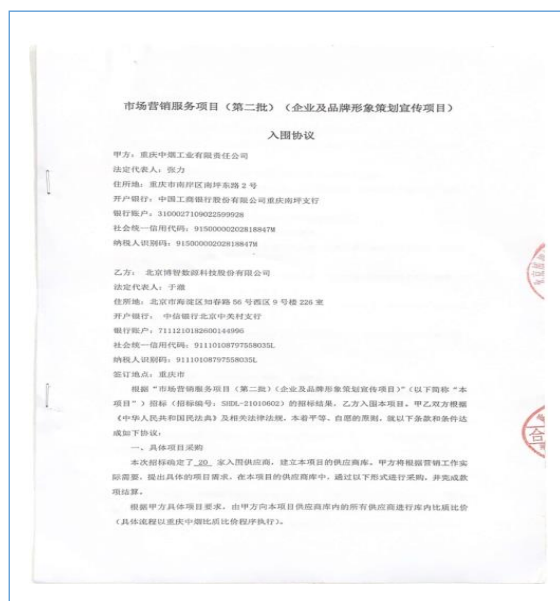 市场营销服务项目（第二批）（企业及品牌形象策划宣传项目）
入围协议
甲方：重庆中烟工业有限责任公司
法定代表人：张力
住所地：重庆市南岸区南坪东路 2 号
开户银行：中国工商银行股份有限公司重庆南坪支行
银行账户：3100027109022599928
社会统一信用代码：91500000202818847M
纳税人识别码：91500000202818847M
乙方： 北京博智数源科技股份有限公司
法定代表人：于潍
住所地：北京市海淀区知春路 56 号西区 9 号楼 226 室
开户银行： 中信银行北京中关村支行
银行账户：7111210182600144996
社会统一信用代码：91110108797558035L
纳税人识别码：91110108797558035L
签订地点：重庆市
根据“市场营销服务项目（第二批）（企业及品牌形象策划宣传项目）”（以下简称“本
项目”）招标（招标编号：SHDL-21010602）的招标结果，乙方入围本项目。甲乙双方根据
《中华人民共和国民法典》及相关法律法规，本着平等、自愿的原则，就以下条款和条件达
成如下协议：
一、具体项目采购
本次招标确定了 20 家入围供应商，建立本项目的供应商库。甲方将根据营销工作实
际需要，提出具体的项目需求，在本项目的供应商库中，通过以下形式进行采购，并完成款
项结算。
根据甲方具体项目要求，由甲方向本项目供应商库内的所有供应商进行库内比质比价
（具体流程以重庆中烟比质比价程序执行）。
合